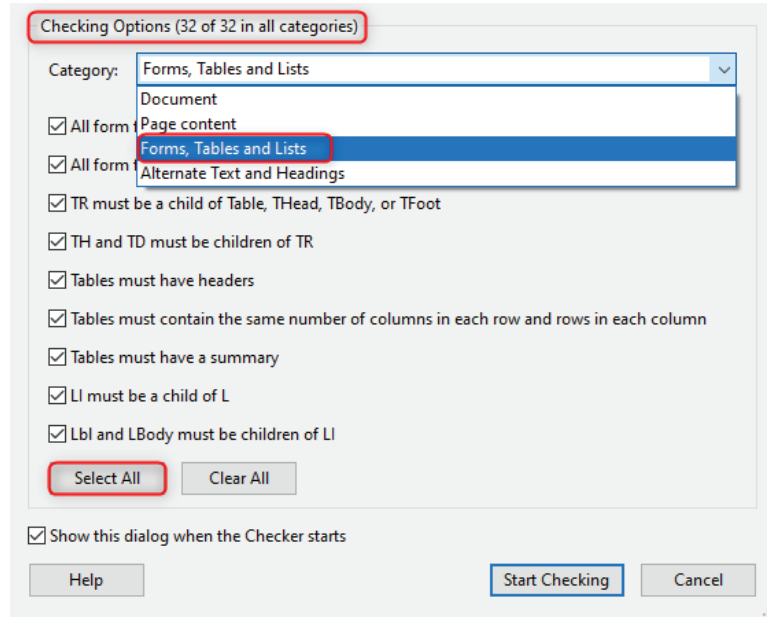 Checking Options (32 of 32 in all categories)
Category: Forms, Tables and Lists
Document
Page content
Forms, Tables and Lists
Alternate Text and Headings
All form
All form
TR must be a child of Table, THead, TBody, or TFoot
TH and TD must be children of TR
Tables must have headers
Tables must contain the same number of columns in each row and rows in each column
Tables must have a summary
LI must be a child of L
Lbl and LBody must be children of LI
Select All Clear All
Show this dialog when the Checker starts
Help Start Checking Cancel